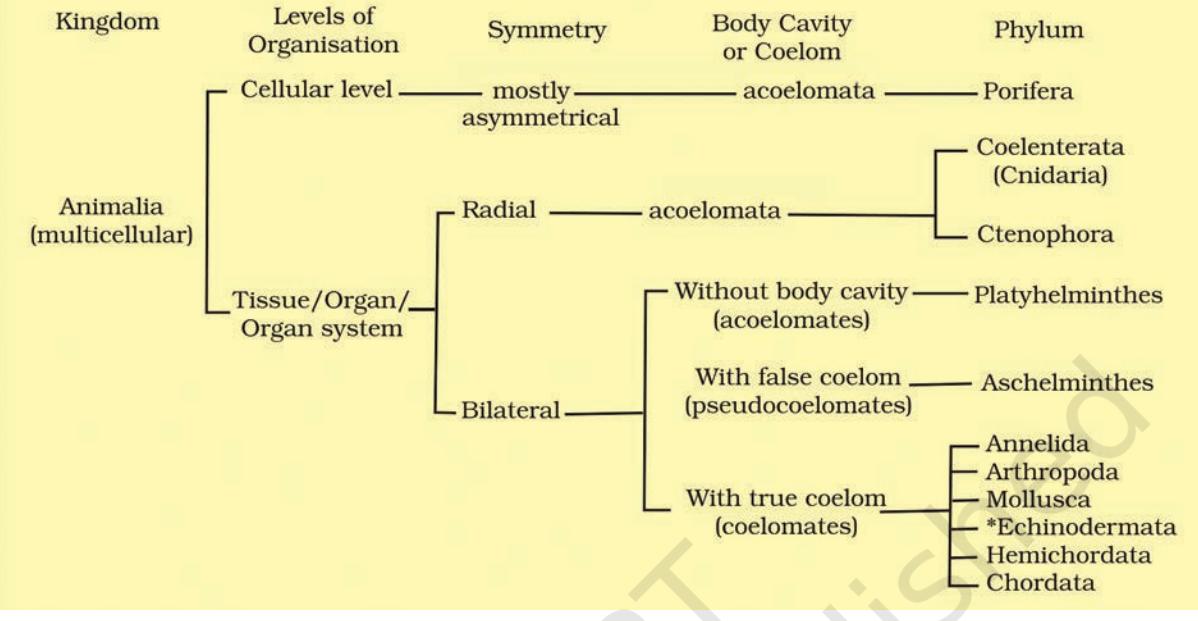 Kingdom
Levels of
Organisation
Symmetry
Body Cavity
or Coelom
Phylum
Cellular level
mostly
asymmetrical
acoelomata
Porifera
Animalia
(multicellular)
Tissue/Organ/
Organ system
Radial
acoelomata
Coelenterata
(Cnidaria)
Ctenophora
Bilateral
Without body cavity
(acoelomates)
Platyhelminthes
With false coelom
(pseudocoelomates)
Aschelminthes
With true coelom
(coelomates)
Annelida
Arthropoda
Mollusca
*Echinodermata
Hemichordata
Chordata